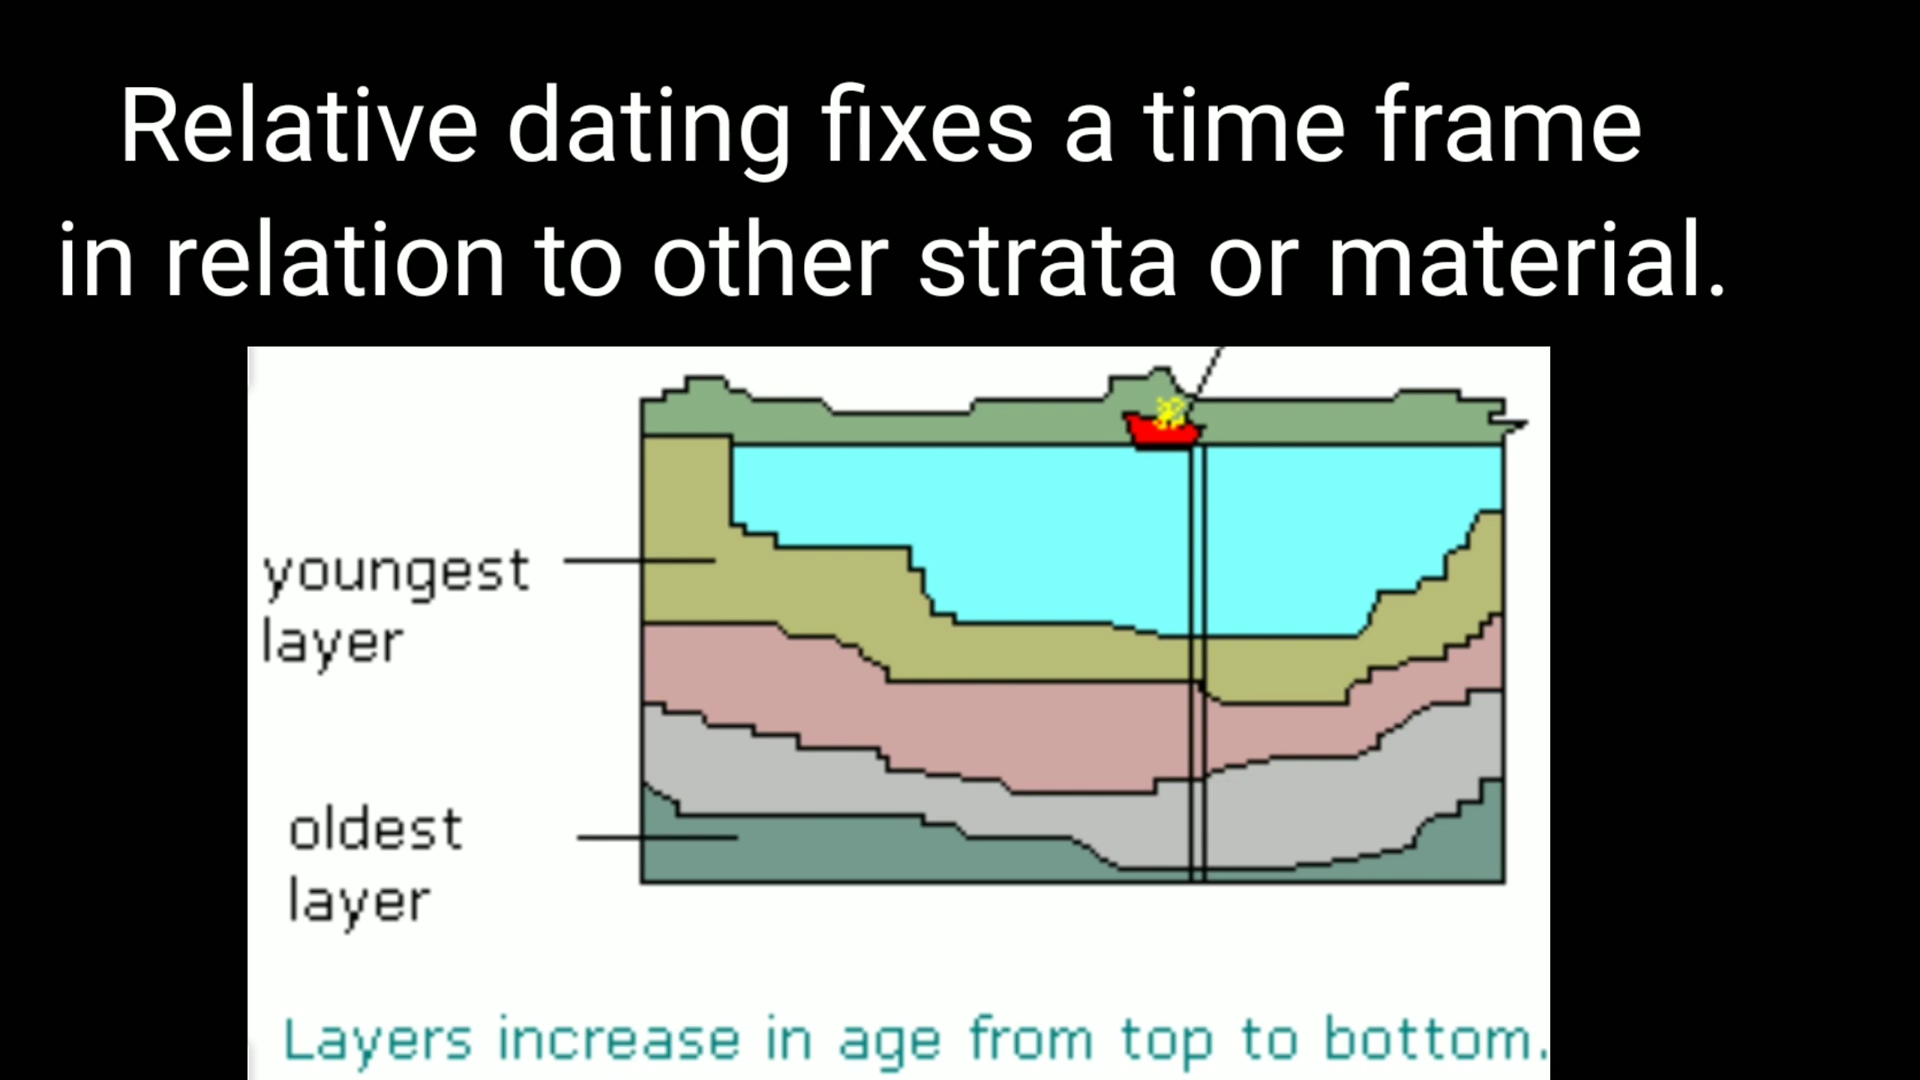 Relative dating fixes a time frame
in relation to other strata or material.
youngest
layer
oldest
layer
Layers increase in age from top to bottom.